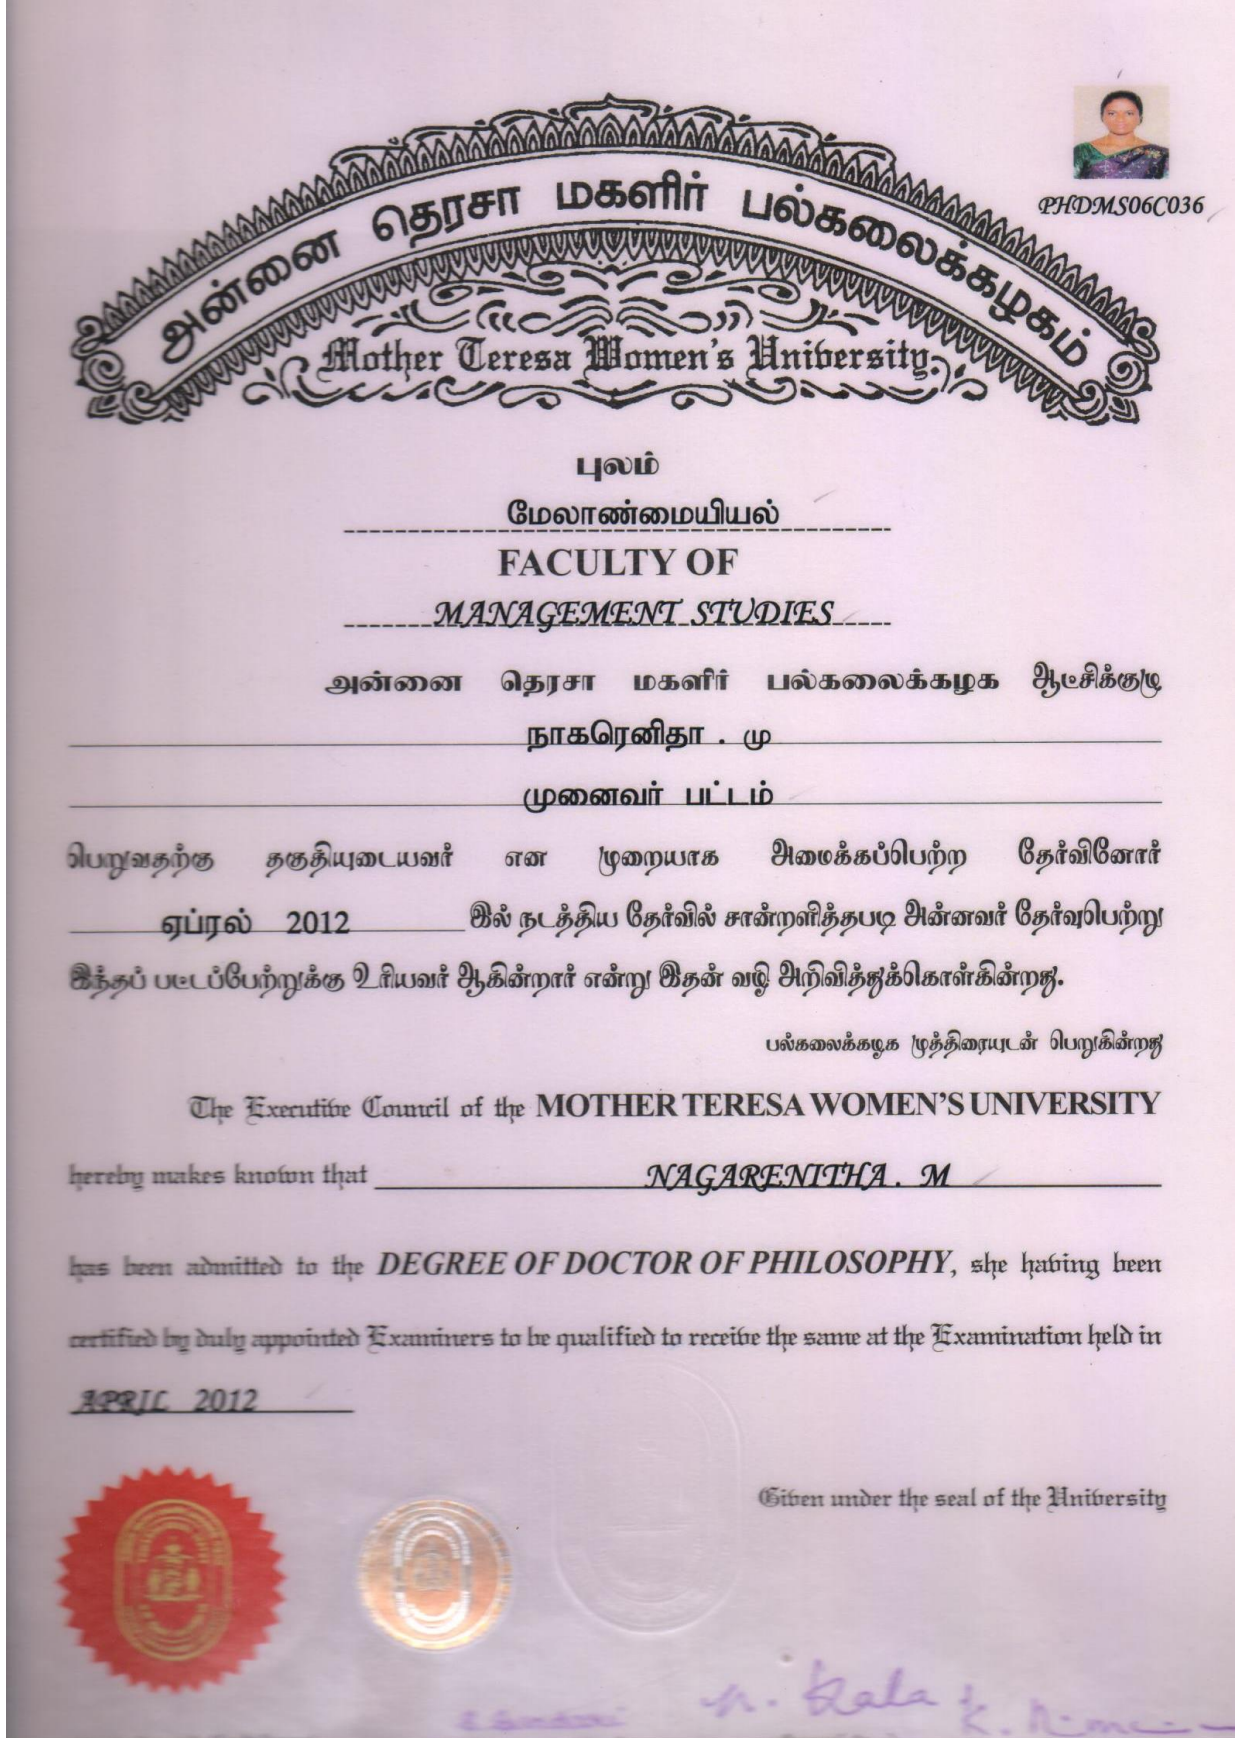 PHDMS06C036
அன்னை தெரசா மகளிர் பல்கலைக்கழகம்
Mother Teresa Women's University
புலம்
மேலாண்மையியல்
FACULTY OF
MANAGEMENT STUDIES
அன்னை தெரசா மகளிர் பல்கலைக்கழக ஆட்சிக்குழு
நாகரெனிதா . மு
முனைவர் பட்டம்
பெறுவதற்கு தகுதியுடையவர் என முறையாக அமைக்கப்பெற்ற தேர்வினோர்
ஏப்ரல் 2012 இல் நடத்திய தேர்வில் சான்றளித்தபடி அன்னவர் தேர்வுபெற்று
இந்தப் பட்டப்பேற்றுக்கு உரியவர் ஆகின்றார் என்று இதன் வழி அறிவித்துக்கொள்கின்றது.
பல்கலைக்கழக முத்திரையுடன் பெறுகின்றது
The Executive Council of the MOTHER TERESA WOMEN'S UNIVERSITY
hereby makes known that NAGARENITHA . M
has been admitted to the DEGREE OF DOCTOR OF PHILOSOPHY, she having been
certified by duly appointed Examiners to be qualified to receive the same at the Examination held in
APRIL 2012
Given under the seal of the University
N. Kala